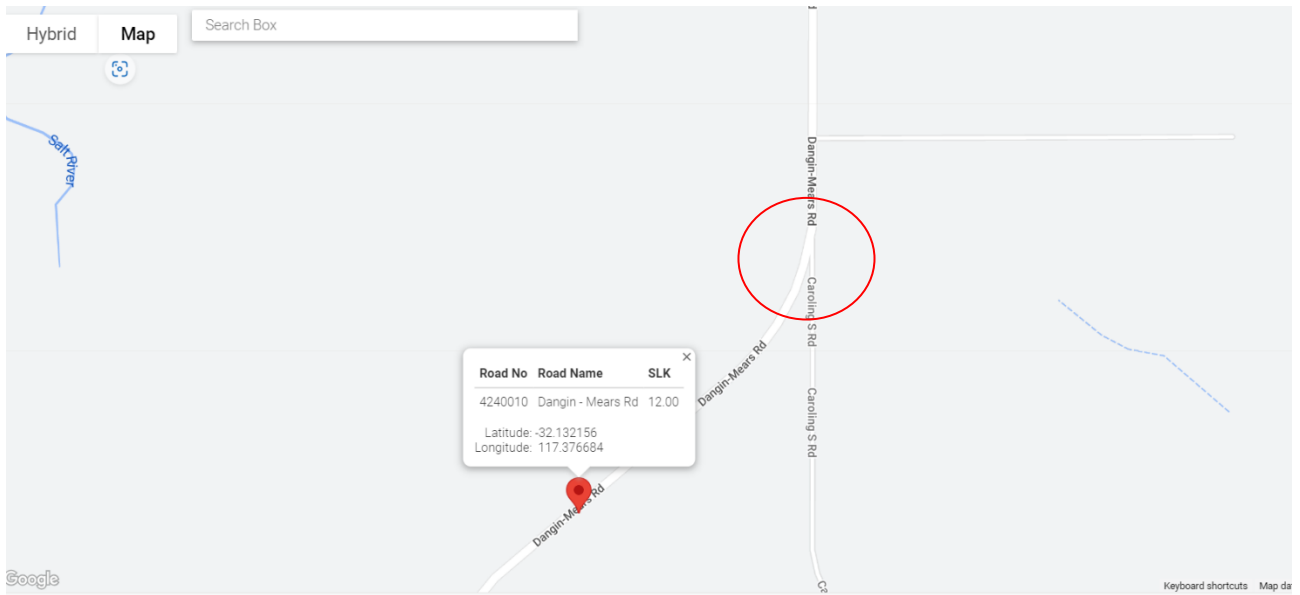 Hybrid Map Search Box
Salt River
Dangin-Mears Rd
Caroling S Rd
Dangin-Mears Rd
Caroling S Rd
Road No Road Name SLK
4240010 Dangin - Mears Rd 12.00
Latitude: -32.132156
Longitude: 117.376684
Dangin-Mears Rd
Google
Keyboard shortcuts Map da